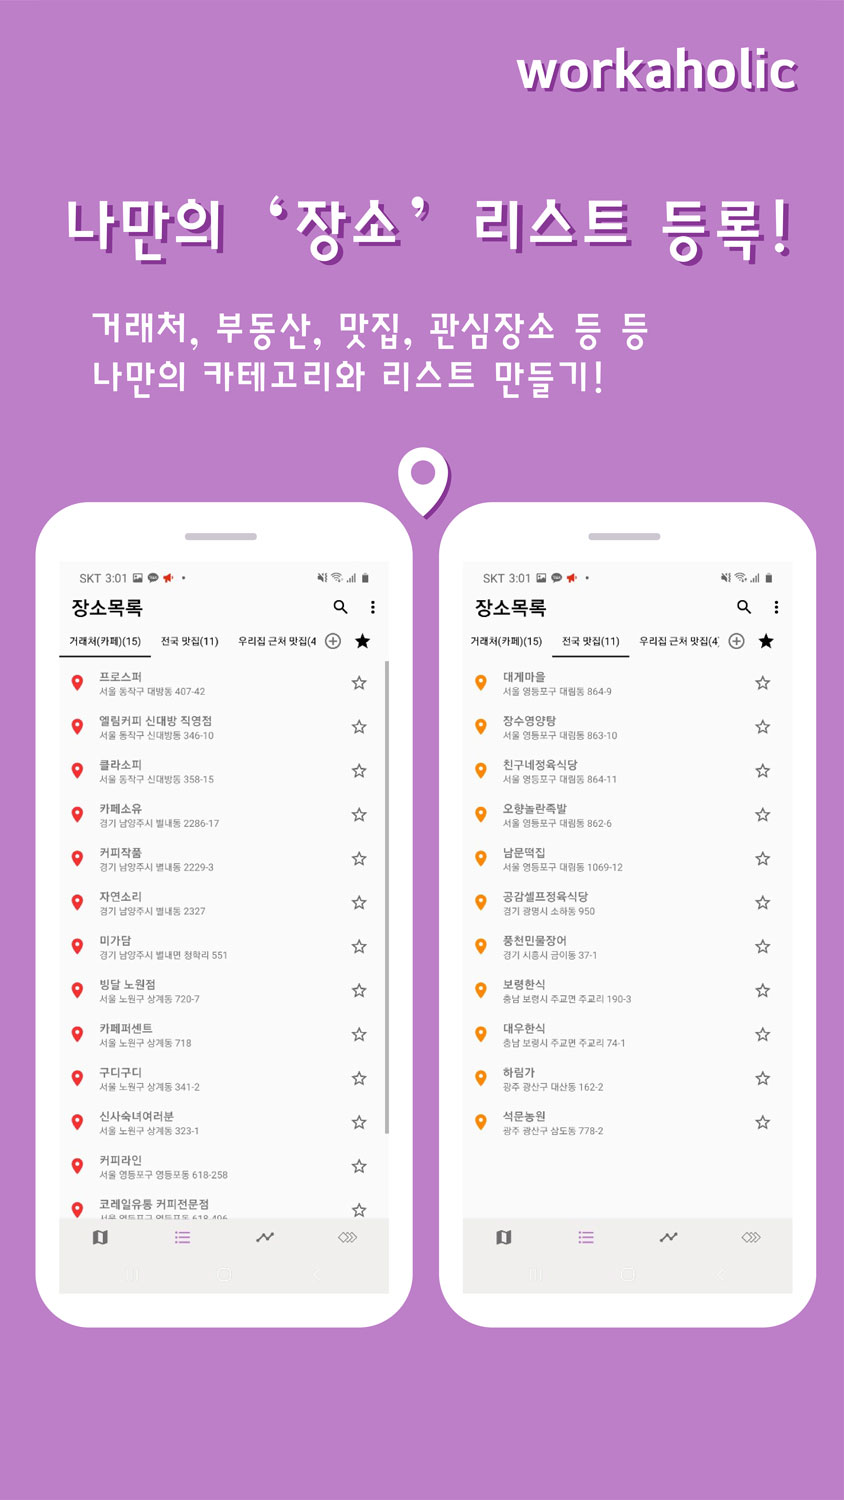 workaholic
나만의 ‘장소’ 리스트 등록!
거래처, 부동산, 맛집, 관심장소 등 등
나만의 카테고리와 리스트 만들기!
SKT 3:01
장소목록
거래처(카페)(15) 전국 맛집(11) 우리집 근처 맛집(4
프로스퍼
서울 동작구 대방동 407-42
엘림커피 신대방 직영점
서울 동작구 신대방동 346-10
클라소피
서울 동작구 신대방동 358-15
카페소유
경기 남양주시 별내동 2286-17
커피작품
경기 남양주시 별내동 2229-3
자연소리
경기 남양주시 별내동 2327
미가담
경기 남양주시 별내면 청학리 551
빙달 노원점
서울 노원구 상계동 720-7
카페퍼센트
서울 노원구 상계동 718
구디구디
서울 노원구 상계동 341-2
신사숙녀여러분
서울 노원구 상계동 323-1
커피라인
서울 영등포구 영등포동 618-258
코레일유통 커피전문점
서울 영등포구 영등포동 618-496
SKT 3:01
장소목록
거래처(카페)(15) 전국 맛집(11) 우리집 근처 맛집(4
대게마을
서울 영등포구 대림동 864-9
장수영양탕
서울 영등포구 대림동 863-10
친구네정육식당
서울 영등포구 대림동 864-11
오향놀란족발
서울 영등포구 대림동 862-6
남문떡집
서울 영등포구 대림동 1069-12
공감셀프정육식당
경기 광명시 소하동 950
풍천민물장어
경기 시흥시 금이동 37-1
보령한식
충남 보령시 주교면 주교리 190-3
대우한식
충남 보령시 주교면 주교리 74-1
하림가
광주 광산구 대산동 162-2
석문농원
광주 광산구 삼도동 778-2